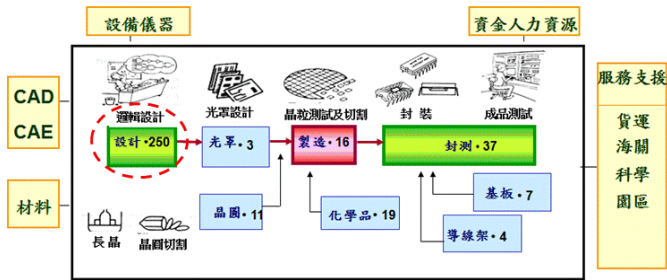 設備儀器
資金人力資源
CAD
CAE
材料
邏輯設計
光罩設計
晶粒測試及切割
封裝
成品測試
設計·250
光罩·3
製造·16
封測·37
晶圓·11
化學品·19
基板·7
導線架·4
長晶
晶圓切割
服務支援
貨運
海關
科學
園區